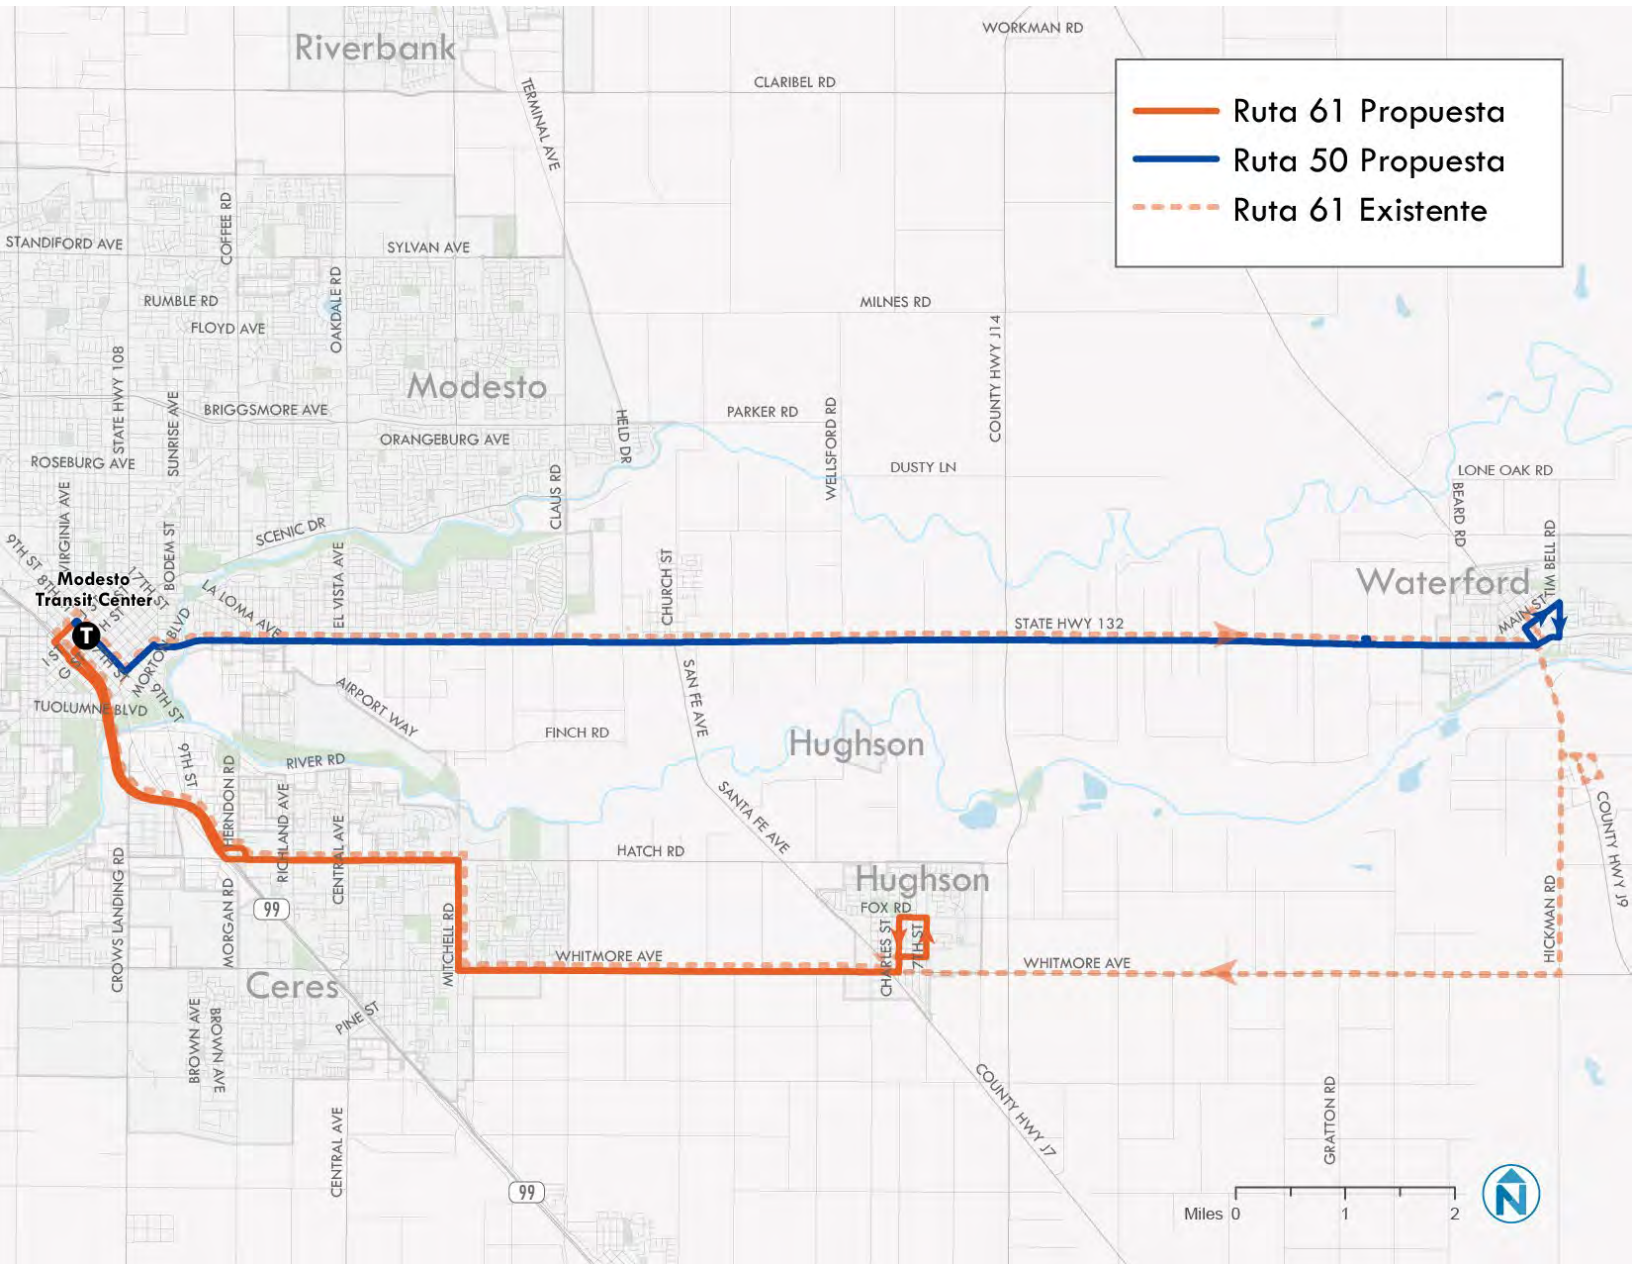 Riverbank
WORKMAN RD
CLARIBEL RD
TERMINAL AVE
Ruta 61 Propuesta
Ruta 50 Propuesta
Ruta 61 Existente
COFFEE RD
STANDIFORD AVE
SYLVAN AVE
OAKDALE RD
RUMBLE RD
FLOYD AVE
MILNES RD
COUNTY HWY J14
STATE HWY 108
Modesto
SUNRISE AVE
BRIGGSMORE AVE
HELD DR
PARKER RD
WELLSFORD RD
ORANGEBURG AVE
ROSEBURG AVE
DUSTY LN
LONE OAK RD
CLAUS RD
VIRGINIA AVE
BEARD RD
SCENIC DR
BODEM ST
TIM BELL RD
9TH ST
8TH ST
17TH ST
EL VISTA AVE
CHURCH ST
Modesto
Transit Center
Waterford
LA LOMA AVE
H ST
T
MAIN ST
STATE HWY 132
I ST
G ST
7TH ST
MORTON BLVD
9TH ST
SAN FE AVE
AIRPORT WAY
TUOLUMNE BLVD
FINCH RD
Hughson
9TH ST
RIVER RD
HERNDON RD
RICHLAND AVE
CENTRAL AVE
SANTA FE AVE
COUNTY HWY J9
HATCH RD
Hughson
CROWS LANDING RD
MORGAN RD
99
FOX RD
HICKMAN RD
MITCHELL RD
CHARLES ST
7TH ST
WHITMORE AVE
WHITMORE AVE
Ceres
BROWN AVE
BROWN AVE
PINE ST
COUNTY HWY J7
GRATTON RD
CENTRAL AVE
99
N
Miles 0 1 2